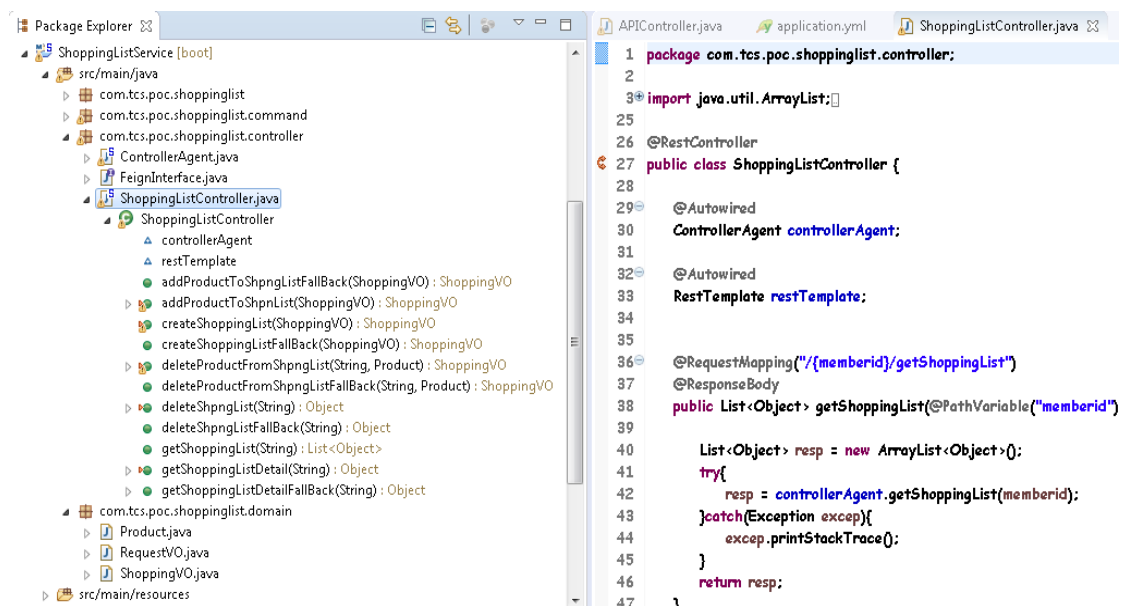 Package Explorer
ShoppingListService [boot]
src/main/java
com.tcs.poc.shoppinglist
com.tcs.poc.shoppinglist.command
com.tcs.poc.shoppinglist.controller
ControllerAgent.java
FeignInterface.java
ShoppingListController.java
ShoppingListController
controllerAgent
restTemplate
addProductToShpngListFallBack(ShoppingVO) : ShoppingVO
addProductToShpnList(ShoppingVO) : ShoppingVO
createShoppingList(ShoppingVO) : ShoppingVO
createShoppingListFallBack(ShoppingVO) : ShoppingVO
deleteProductFromShpngList(String, Product) : ShoppingVO
deleteProductFromShpngListFallBack(String, Product) : ShoppingVO
deleteShpngList(String) : Object
deleteShpngListFallBack(String) : Object
getShoppingList(String) : List<Object>
getShoppingListDetail(String) : Object
getShoppingListDetailFallBack(String) : Object
com.tcs.poc.shoppinglist.domain
Product.java
RequestVO.java
ShoppingVO.java
src/main/resources
APIController.java application.yml ShoppingListController.java
1 package com.tcs.poc.shoppinglist.controller;
2
3 import java.util.ArrayList;
25
26 @RestController
27 public class ShoppingListController {
28
29 @Autowired
30 ControllerAgent controllerAgent;
31
32 @Autowired
33 RestTemplate restTemplate;
34
35
36 @RequestMapping("/{memberid}/getShoppingList")
37 @ResponseBody
38 public List<Object> getShoppingList(@PathVariable("memberid")
39
40 List<Object> resp = new ArrayList<Object>();
41 try{
42 resp = controllerAgent.getShoppingList(memberid);
43 }catch(Exception excep){
44 excep.printStackTrace();
45 }
46 return resp;
47 }